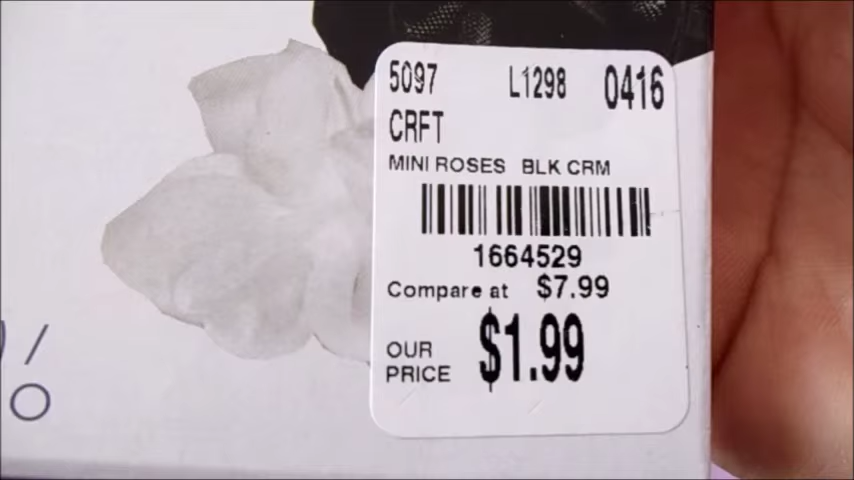 5097 L1298 0416
CRFT
MINI ROSES BLK CRM
1664529
Compare at $7.99
OUR PRICE $1.99